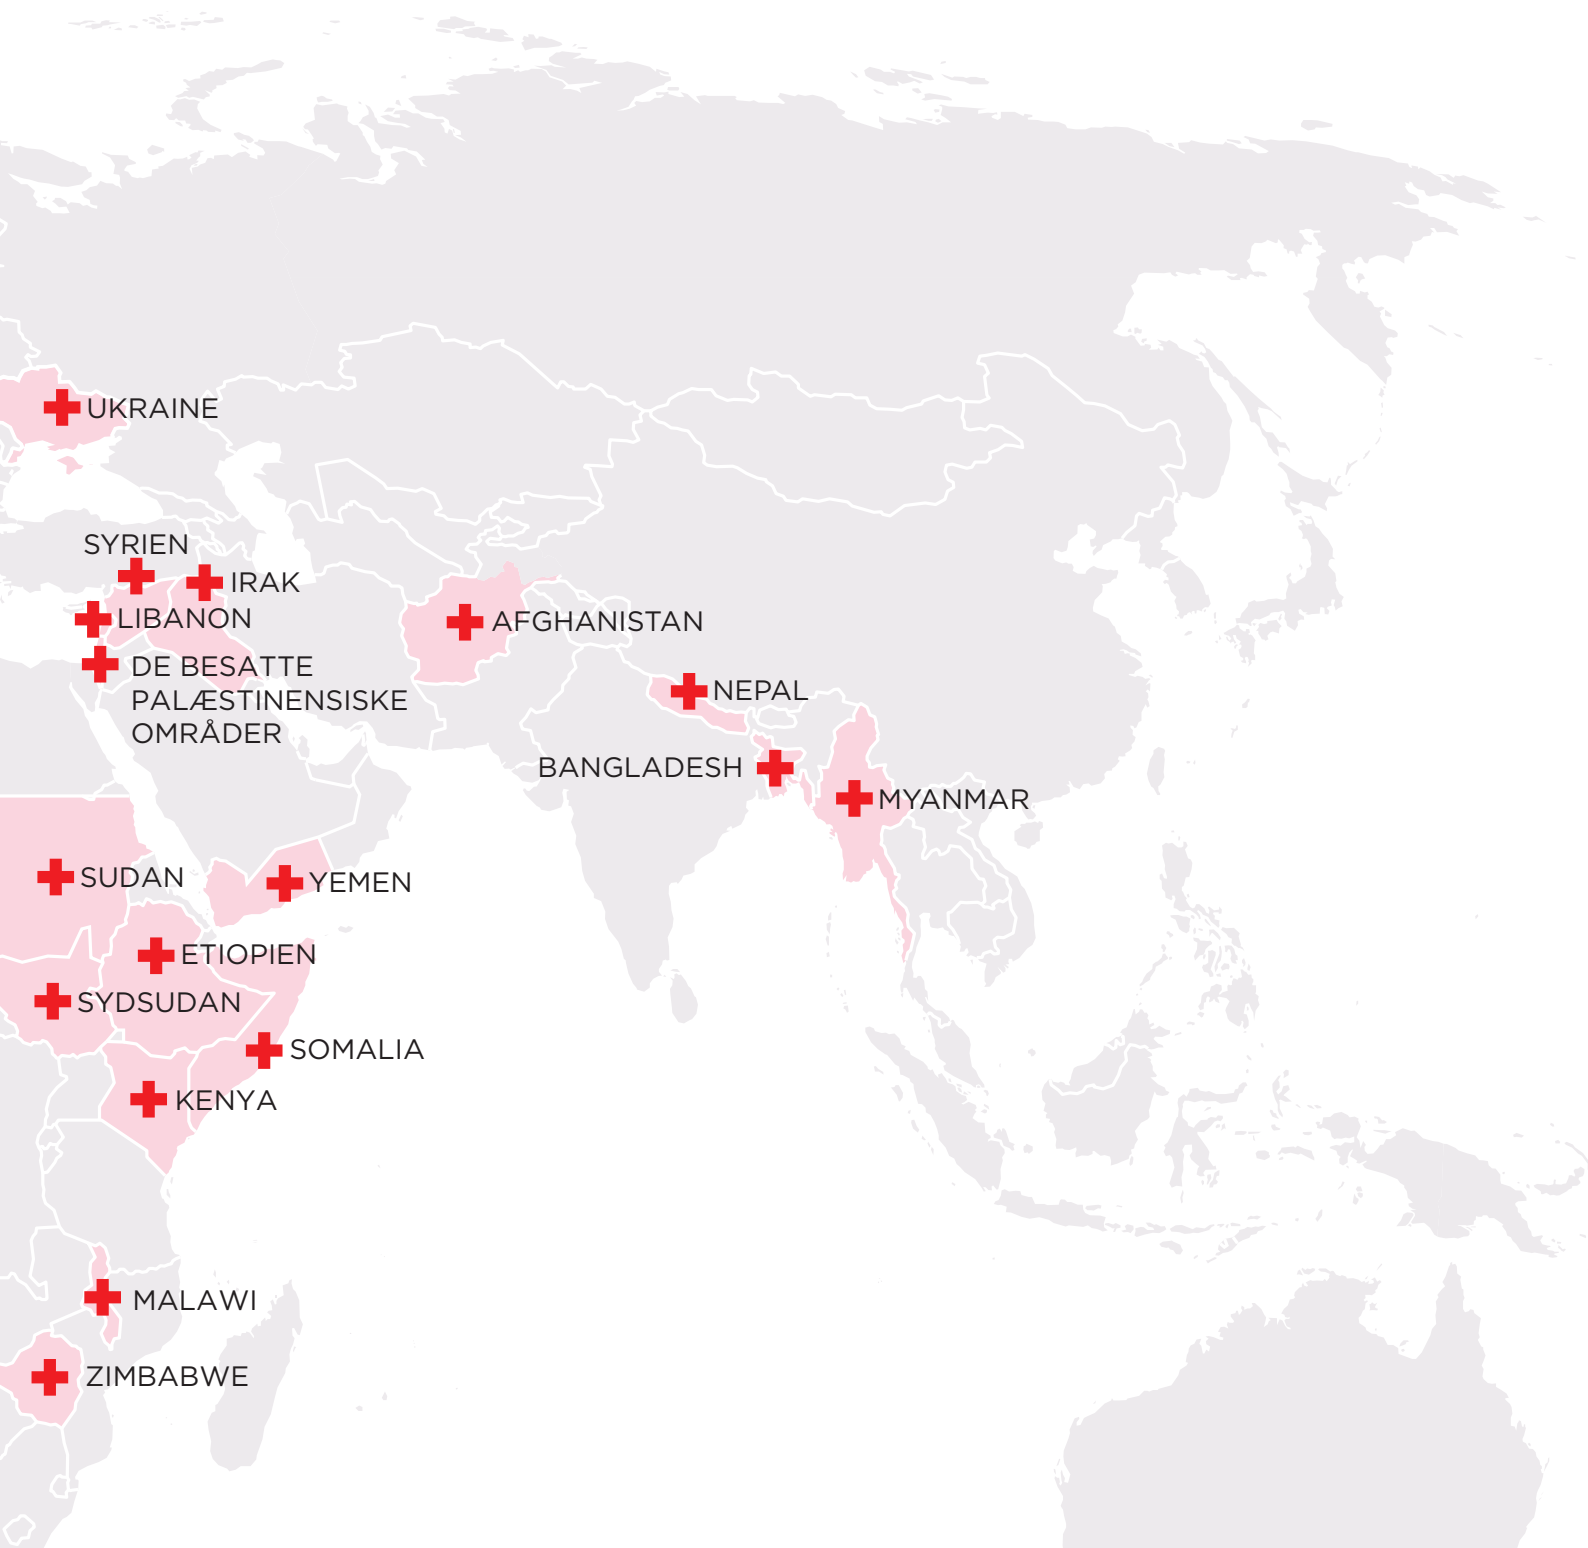 UKRAINE
SYRIEN
IRAK
LIBANON
AFGHANISTAN
DE BESATTE
PALÆSTINENSISKE
OMRÅDER
NEPAL
BANGLADESH
MYANMAR
SUDAN
YEMEN
ETIOPIEN
SYDSUDAN
SOMALIA
KENYA
MALAWI
ZIMBABWE